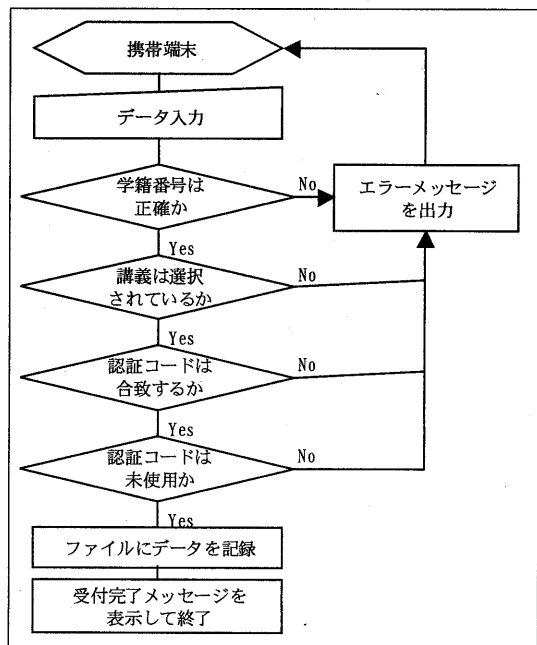 携帯端末
データ入力
学籍番号は
正確か
No
エラーメッセージ
を出力
Yes
講義は選択
されているか
No
Yes
認証コードは
合致するか
No
Yes
認証コードは
未使用か
No
Yes
ファイルにデータを記録
受付完了メッセージを
表示して終了